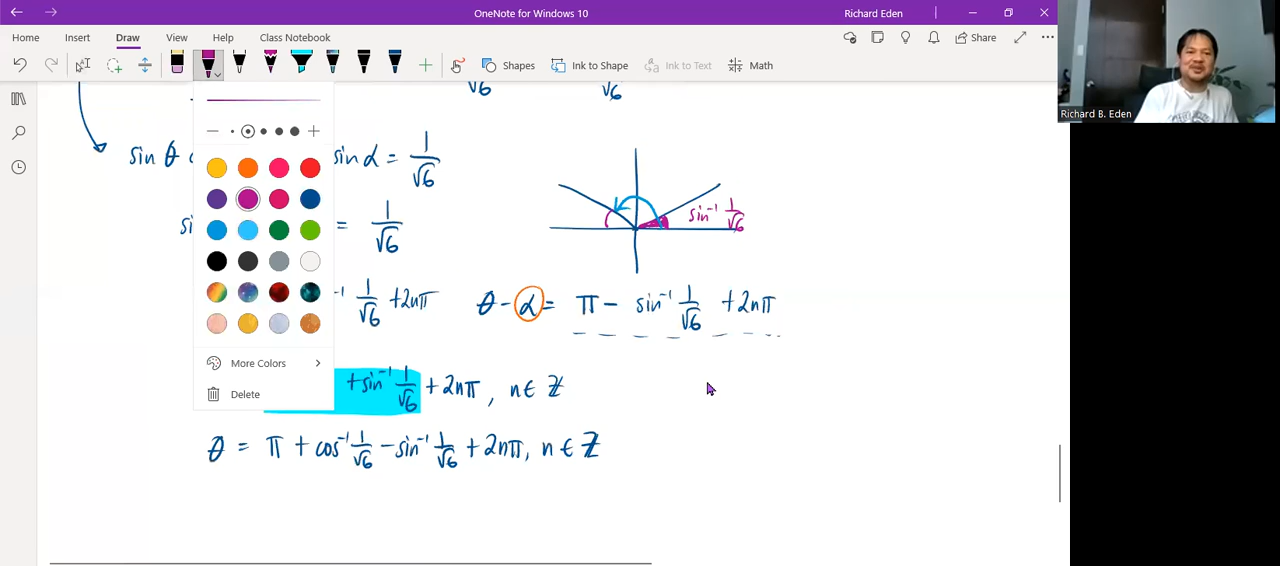 OneNote for Windows 10
Richard Eden
Home Insert Draw View Help Class Notebook
Share
Shapes Ink to Shape Ink to Text Math
Richard B. Eden
√6 √6
sin θ c sin α = 1/√6
sin = 1/√6
sin⁻¹ 1/√6
⁻¹ 1/√6 + 2nπ θ - α = π - sin⁻¹ 1/√6 + 2nπ
+ sin⁻¹ 1/√6 + 2nπ, n ∈ ℤ
θ = π + cos⁻¹ 1/√6 - sin⁻¹ 1/√6 + 2nπ, n ∈ ℤ
More Colors
Delete